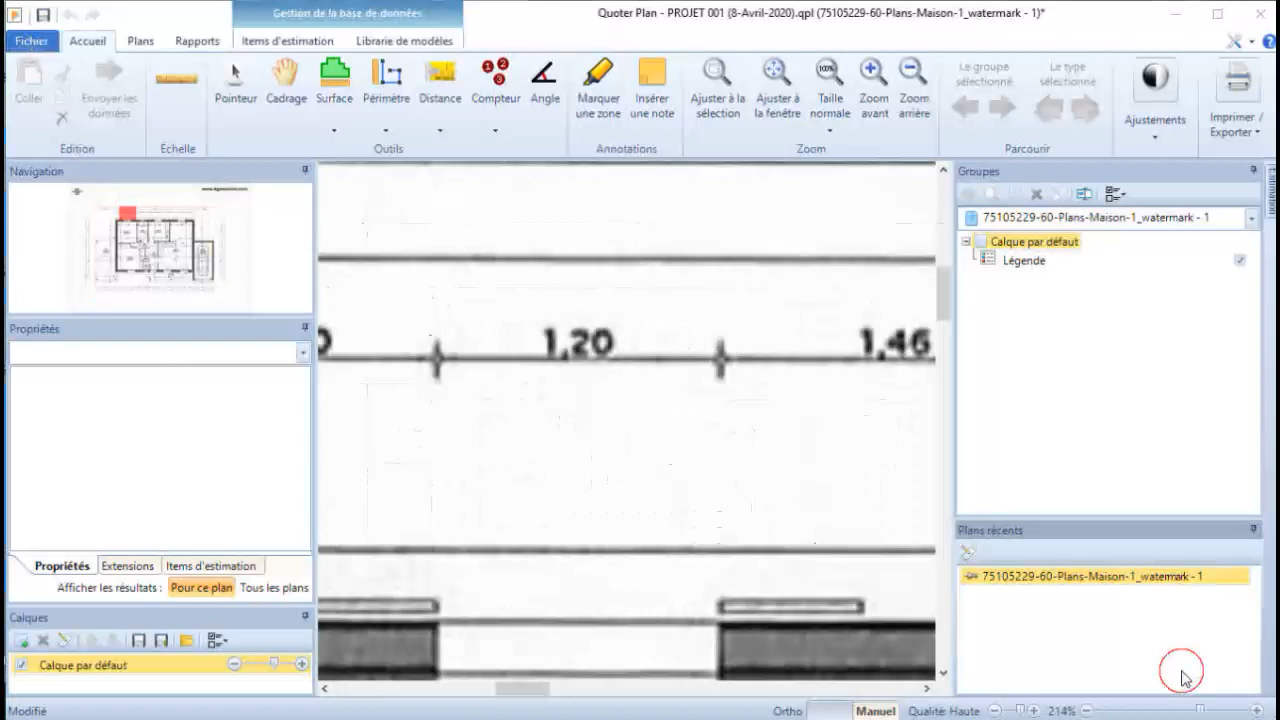 Gestion de la base de données
Quoter Plan - PROJET 001 (8-Avril-2020).qpl (75105229-60-Plans-Maison-1_watermark - 1)*
Fichier Accueil Plans Rapports Items d'estimation Librarie de modèles
Coller
Envoyer les données
Edition
Échelle
Pointeur Cadrage Surface Périmètre Distance Compteur Angle
Outils
Marquer une zone
Insérer une note
Annotations
Ajuster à la sélection
Ajuster à la fenêtre
100%
Taille normale
Zoom avant
Zoom arrière
Zoom
Le groupe sélectionné
Le type sélectionné
Parcourir
Ajustements
Imprimer / Exporter
Navigation
Propriétés
Propriétés Extensions Items d'estimation
Afficher les résultats : Pour ce plan Tous les plans
Calques
Calque par défaut
0 1,20 1,46
Groupes
75105229-60-Plans-Maison-1_watermark - 1
Calque par défaut
Légende
Estimation
Plans récents
75105229-60-Plans-Maison-1_watermark - 1
Modifié
Ortho Manuel Qualité: Haute 214%